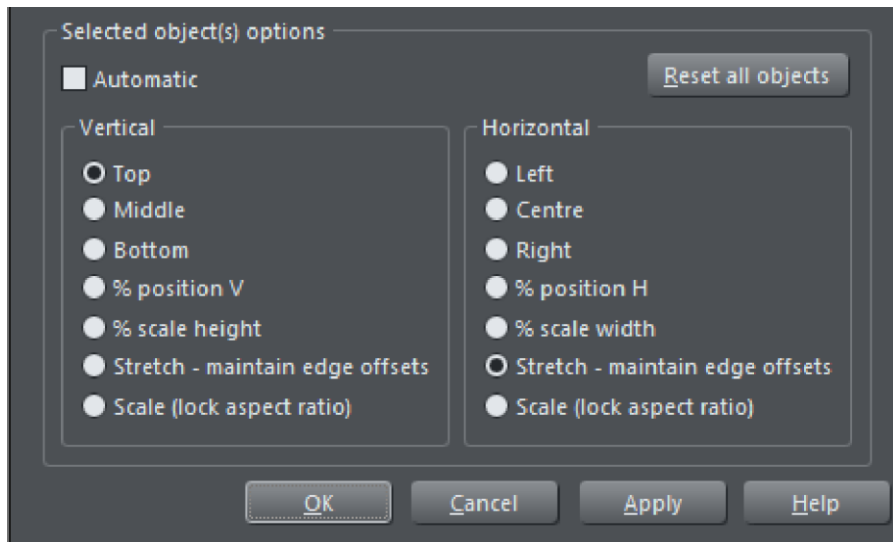 Selected object(s) options
Automatic
Reset all objects
Vertical
Top
Middle
Bottom
% position V
% scale height
Stretch - maintain edge offsets
Scale (lock aspect ratio)
Horizontal
Left
Centre
Right
% position H
% scale width
Stretch - maintain edge offsets
Scale (lock aspect ratio)
OK
Cancel
Apply
Help